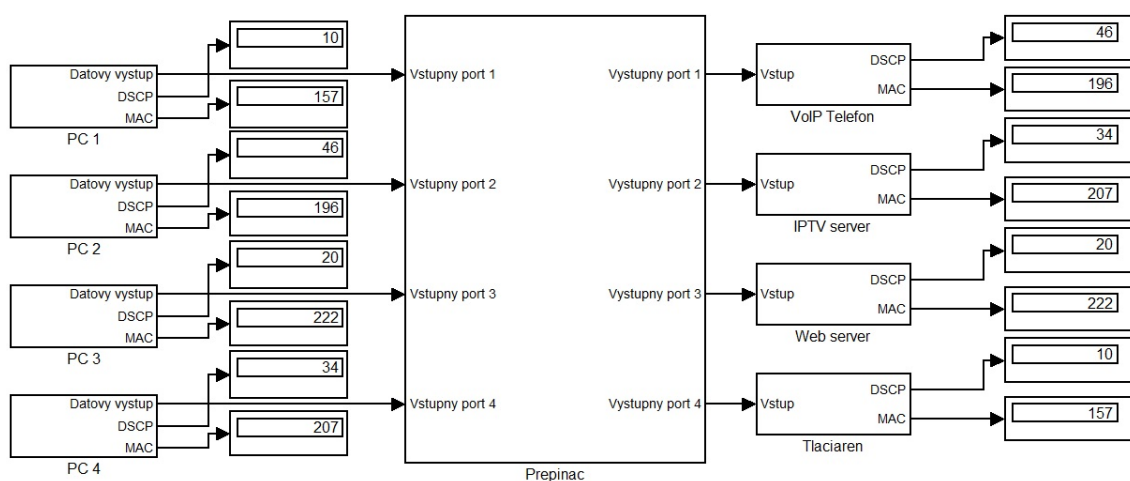 10
Datovy vystup
DSCP
157
MAC
PC 1
46
Datovy vystup
DSCP
196
MAC
PC 2
20
Datovy vystup
DSCP
222
MAC
PC 3
34
Datovy vystup
DSCP
207
MAC
PC 4
Vstupny port 1
Vstupny port 2
Vstupny port 3
Vstupny port 4
Vystupny port 1
Vystupny port 2
Vystupny port 3
Vystupny port 4
Prepinac
46
DSCP
Vstup
196
MAC
VoIP Telefon
34
DSCP
Vstup
207
MAC
IPTV server
20
DSCP
Vstup
222
MAC
Web server
10
DSCP
Vstup
157
MAC
Tlaciaren